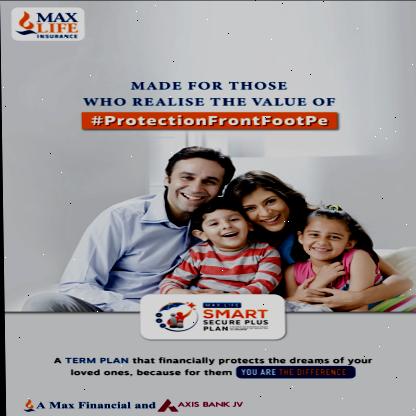 MAX
LIFE
INSURANCE
MADE FOR THOSE
WHO REALISE THE VALUE OF
#ProtectionFrontFootPe
MAX LIFE
SMART
SECURE PLUS
PLAN
A TERM PLAN that financially protects the dreams of your
loved ones, because for them YOU ARE THE DIFFERENCE
A Max Financial and AXIS BANK JV